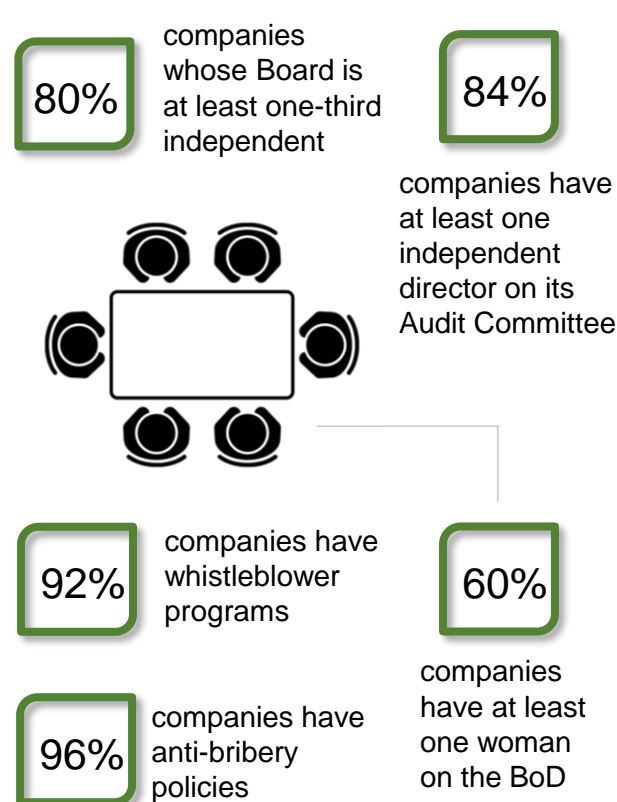 80%
companies
whose Board is
at least one-third
independent
84%
companies have
at least one
independent
director on its
Audit Committee
92%
companies have
whistleblower
programs
60%
companies
have at least
one woman
on the BoD
96%
companies have
anti-bribery
policies